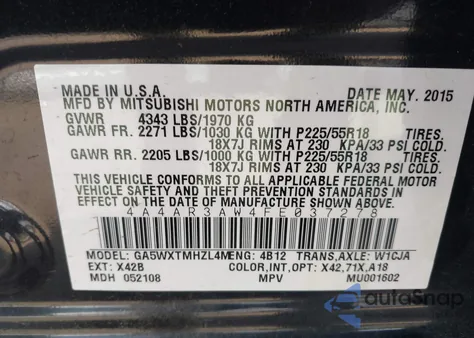 MADE IN U.S.A. DATE MAY. 2015
MFD BY MITSUBISHI MOTORS NORTH AMERICA, INC.
GVWR 4343 LBS/1970 KG
GAWR FR. 2271 LBS/1030 KG WITH P225/55R18 TIRES.
18X7J RIMS AT 230 KPA/33 PSI COLD.
GAWR RR. 2205 LBS/1000 KG WITH P225/55R18 TIRES.
18X7J RIMS AT 230 KPA/33 PSI COLD.
THIS VEHICLE CONFORMS TO ALL APPLICABLE FEDERAL MOTOR
VEHICLE SAFETY AND THEFT PREVENTION STANDARDS IN
EFFECT ON THE DATE OF MANUFACTURE SHOWN ABOVE.
4A4AR3AW4FE037278
MODEL: GA5WXTMHZL4M ENG: 4B12 TRANS,AXLE: W1CJA
EXT: X42B COLOR,INT,OPT: X42,71X,A18
MDH 052108 MPV MU001602
AutoSnap